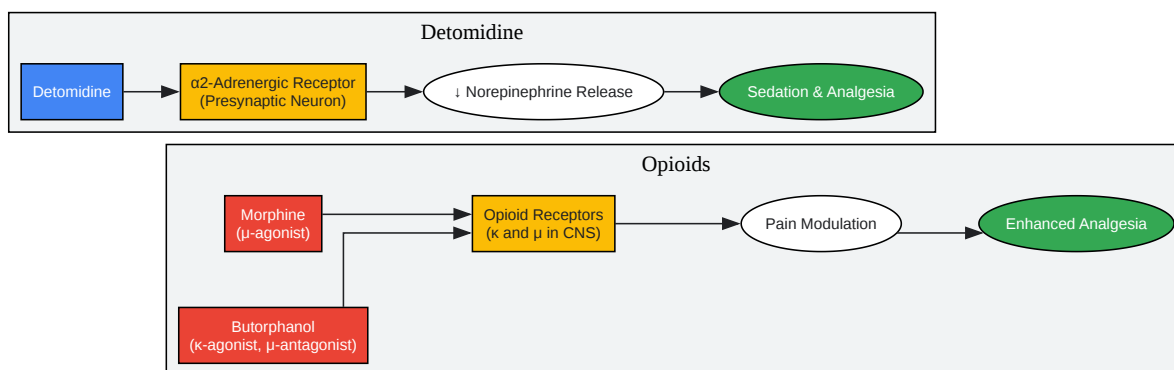 Detomidine
Detomidine
α2-Adrenergic Receptor
(Presynaptic Neuron)
↓ Norepinephrine Release
Sedation & Analgesia
Opioids
Morphine
(μ-agonist)
Opioid Receptors
(κ and μ in CNS)
Pain Modulation
Enhanced Analgesia
Butorphanol
(κ-agonist, μ-antagonist)